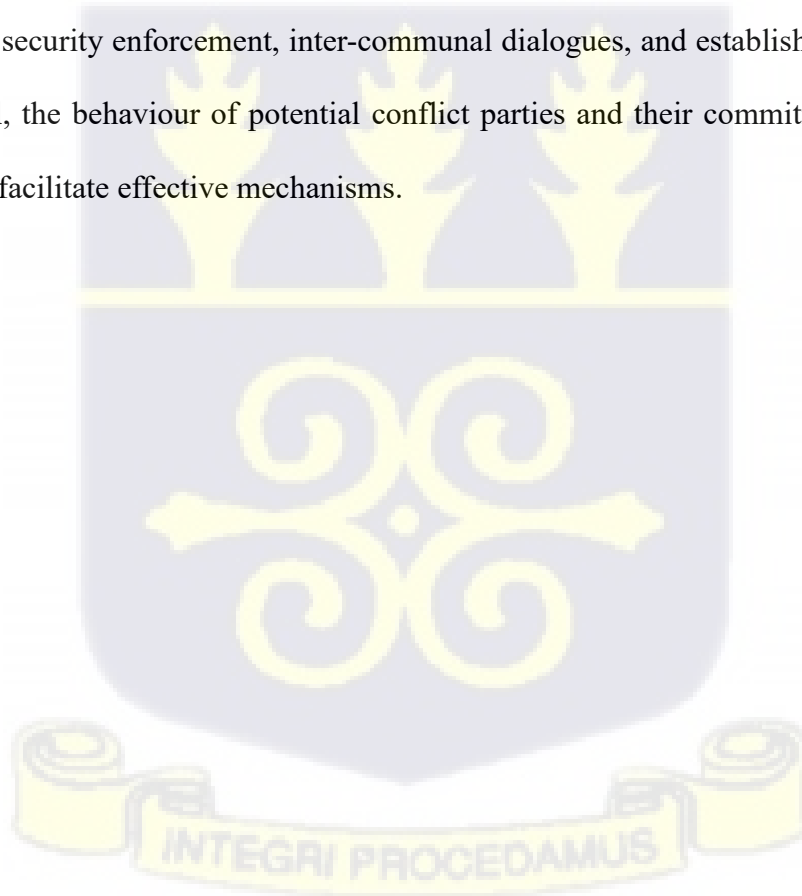 security enforcement, inter-communal dialogues, and establish
, the behaviour of potential conflict parties and their commit
facilitate effective mechanisms.
INTEGRI PROCEDAMUS